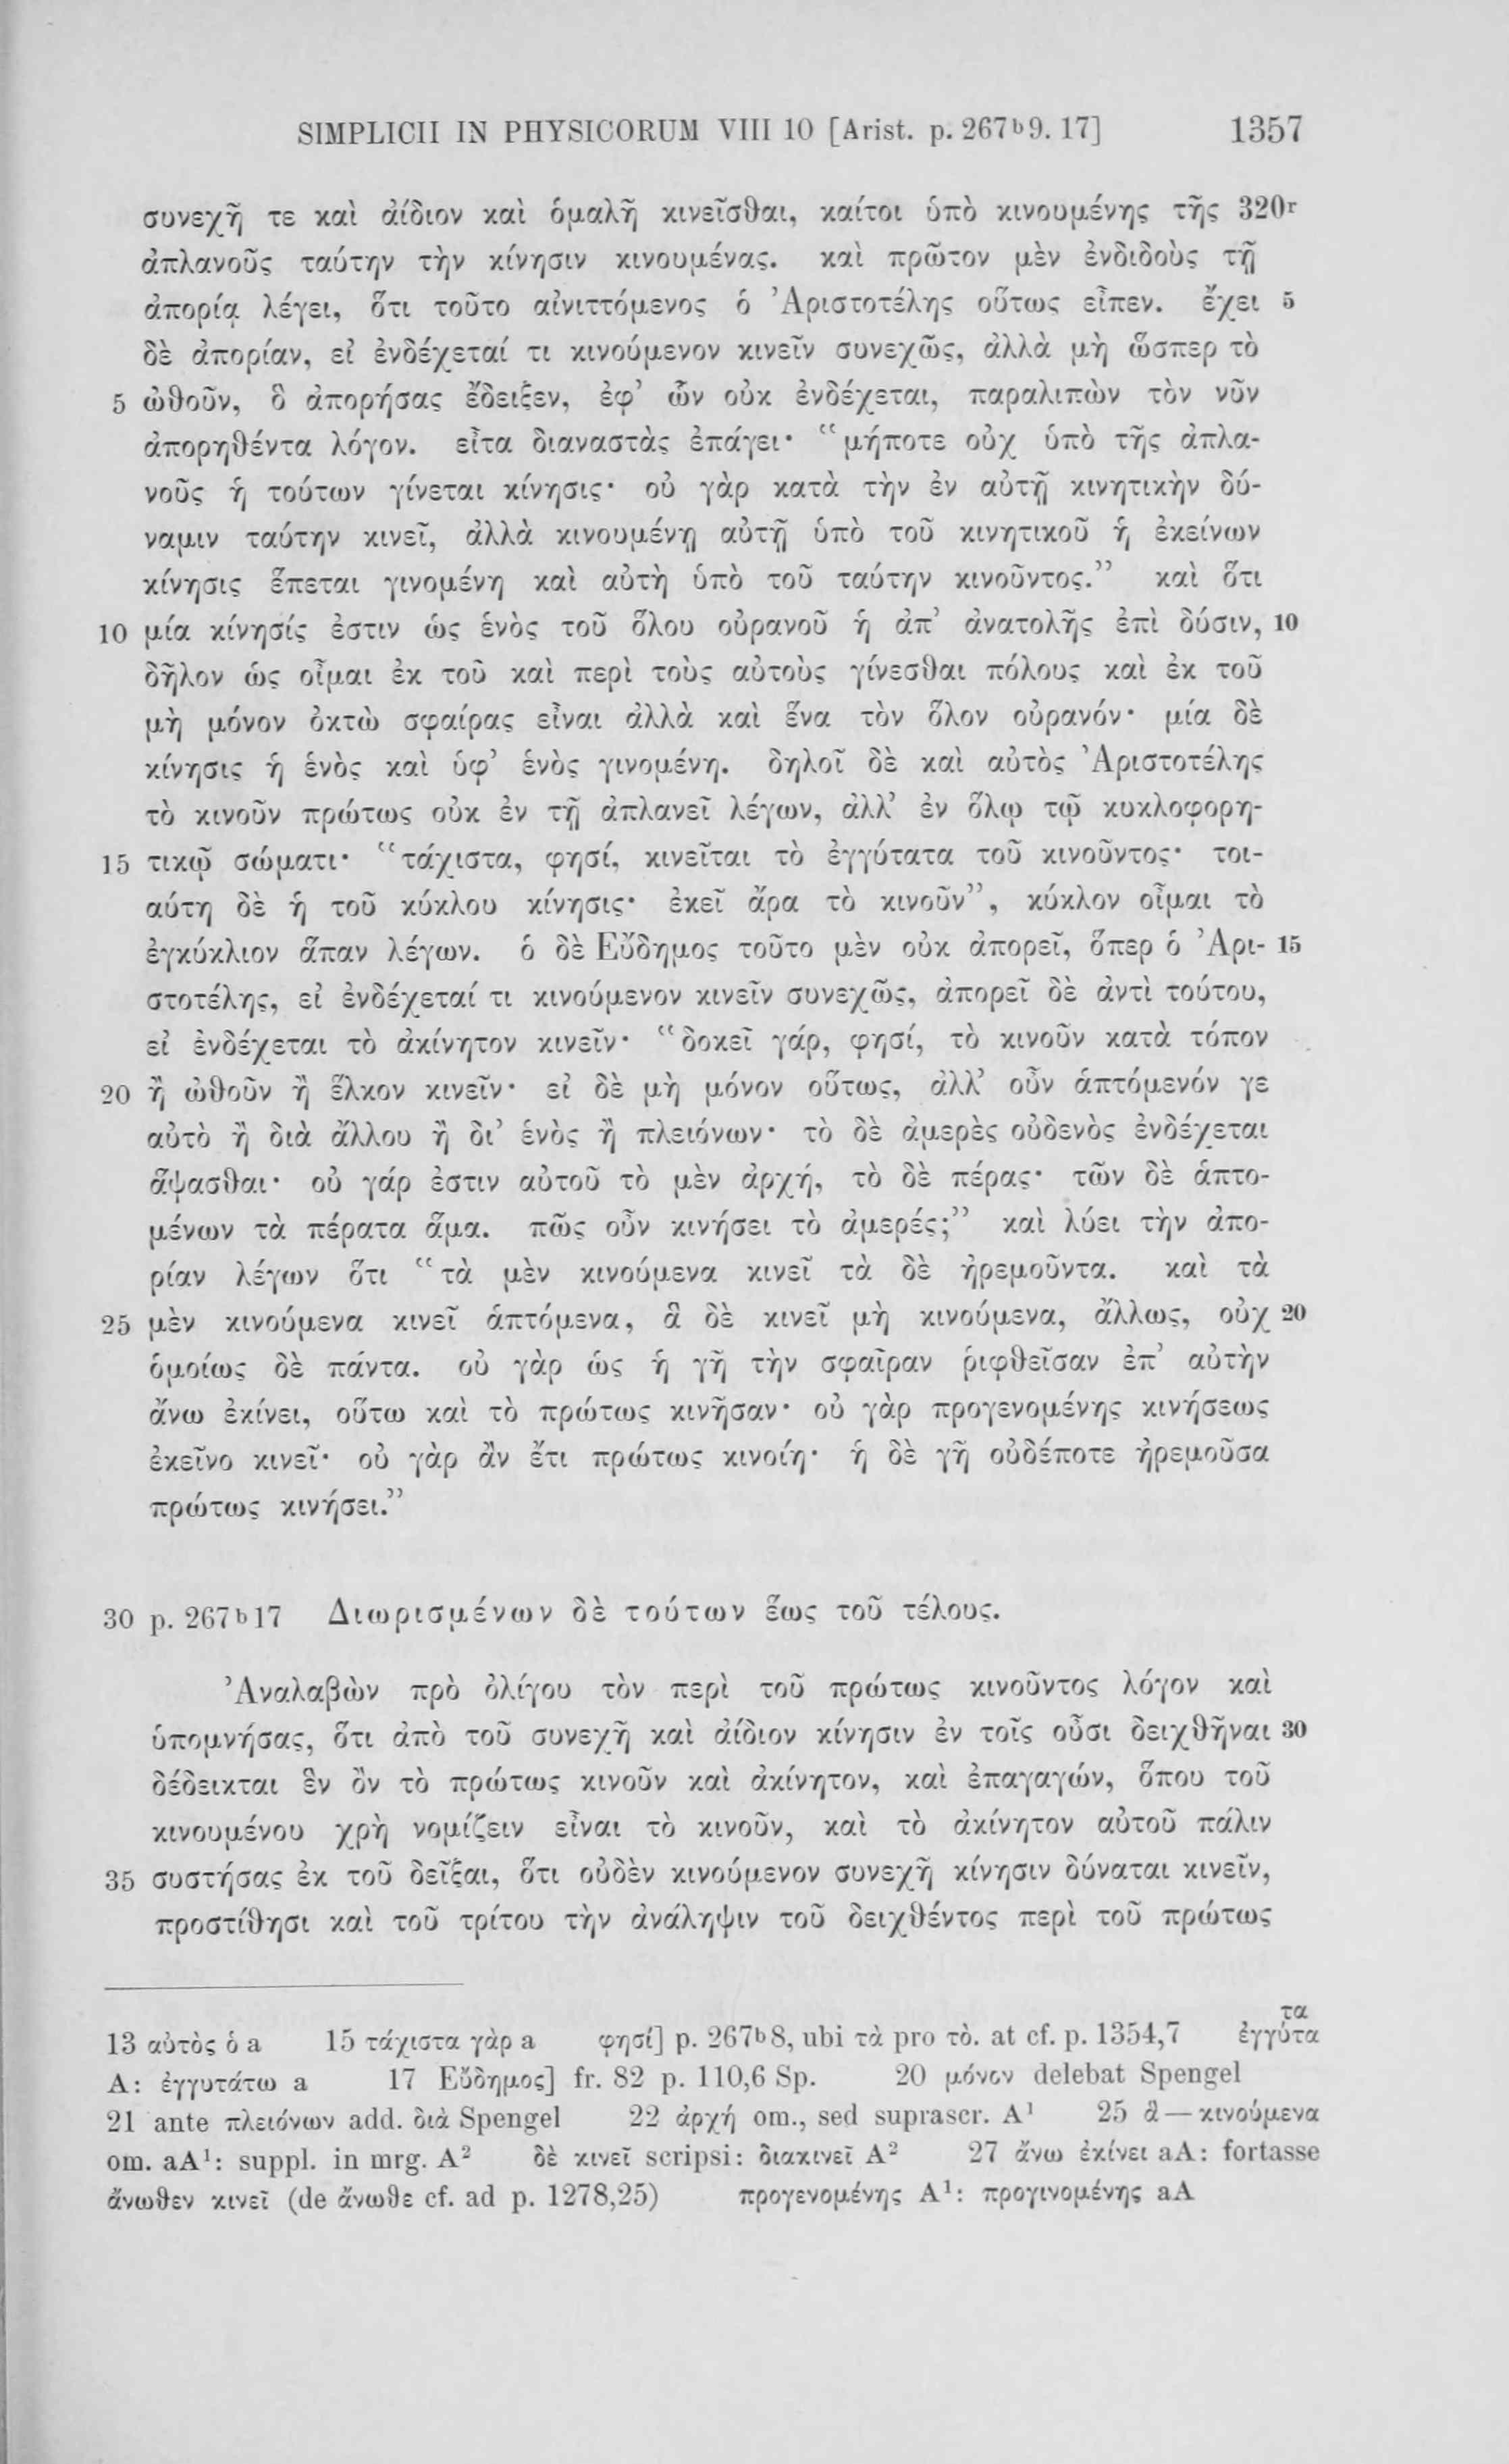 SIMPLICII IN PHYSICORUM VIII 10 [Arist. p. 267ᵇ9. 17] 1357
συνεχῆ τε καὶ ἀίδιον καὶ ὁμαλῆ κινεῖσθαι, καίτοι ὑπὸ κινουμένης τῆς 320ʳ
ἀπλανοῦς ταύτην τὴν κίνησιν κινουμένας. καὶ πρῶτον μὲν ἐνδιδοὺς τῇ
ἀπορίᾳ λέγει, ὅτι τοῦτο αἰνιττόμενος ὁ Ἀριστοτέλης οὕτως εἶπεν. ἔχει 5
δὲ ἀπορίαν, εἰ ἐνδέχεταί τι κινούμενον κινεῖν συνεχῶς, ἀλλὰ μὴ ὥσπερ τὸ
5 ὠθοῦν, ὃ ἀπορήσας ἔδειξεν, ἐφ’ ὧν οὐκ ἐνδέχεται, παραλιπὼν τὸν νῦν
ἀπορηθέντα λόγον. εἶτα διαναστὰς ἐπάγει· “μήποτε οὐχ ὑπὸ τῆς ἀπλα-
νοῦς ἡ τούτων γίνεται κίνησις· οὐ γὰρ κατὰ τὴν ἐν αὐτῇ κινητικὴν δύ-
ναμιν ταύτην κινεῖ, ἀλλὰ κινουμένῃ αὐτῇ ὑπὸ τοῦ κινητικοῦ ἡ ἐκείνων
κίνησις ἕπεται γινομένη καὶ αὐτὴ ὑπὸ τοῦ ταύτην κινοῦντος.” καὶ ὅτι
10 μία κίνησίς ἐστιν ὡς ἑνὸς τοῦ ὅλου οὐρανοῦ ἡ ἀπ’ ἀνατολῆς ἐπὶ δύσιν, 10
δῆλον ὡς οἶμαι ἐκ τοῦ καὶ περὶ τοὺς αὐτοὺς γίνεσθαι πόλους καὶ ἐκ τοῦ
μὴ μόνον ὀκτὼ σφαίρας εἶναι ἀλλὰ καὶ ἕνα τὸν ὅλον οὐρανόν· μία δὲ
κίνησις ἡ ἑνὸς καὶ ὑφ’ ἑνὸς γινομένη. δηλοῖ δὲ καὶ αὐτὸς Ἀριστοτέλης
τὸ κινοῦν πρώτως οὐκ ἐν τῇ ἀπλανεῖ λέγων, ἀλλ’ ἐν ὅλῳ τῷ κυκλοφορη-
15 τικῷ σώματι· “τάχιστα, φησί, κινεῖται τὸ ἐγγύτατα τοῦ κινοῦντος· τοι-
αύτη δὲ ἡ τοῦ κύκλου κίνησις· ἐκεῖ ἄρα τὸ κινοῦν”, κύκλον οἶμαι τὸ
ἐγκύκλιον ἅπαν λέγων. ὁ δὲ Εὔδημος τοῦτο μὲν οὐκ ἀπορεῖ, ὅπερ ὁ Ἀρι- 15
στοτέλης, εἰ ἐνδέχεταί τι κινούμενον κινεῖν συνεχῶς, ἀπορεῖ δὲ ἀντὶ τούτου,
εἰ ἐνδέχεται τὸ ἀκίνητον κινεῖν· “δοκεῖ γάρ, φησί, τὸ κινοῦν κατὰ τόπον
20 ἢ ὠθοῦν ἢ ἕλκον κινεῖν· εἰ δὲ μὴ μόνον οὕτως, ἀλλ’ οὖν ἁπτόμενόν γε
αὐτὸ ἢ διὰ ἄλλου ἢ δι’ ἑνὸς ἢ πλειόνων· τὸ δὲ ἀμερὲς οὐδενὸς ἐνδέχεται
ἅψασθαι· οὐ γάρ ἐστιν αὐτοῦ τὸ μὲν ἀρχή, τὸ δὲ πέρας· τῶν δὲ ἁπτο-
μένων τὰ πέρατα ἅμα. πῶς οὖν κινήσει τὸ ἀμερές;” καὶ λύει τὴν ἀπο-
ρίαν λέγων ὅτι “τὰ μὲν κινούμενα κινεῖ τὰ δὲ ἠρεμοῦντα. καὶ τὰ
25 μὲν κινούμενα κινεῖ ἁπτόμενα, ἃ δὲ κινεῖ μὴ κινούμενα, ἄλλως, οὐχ 20
ὁμοίως δὲ πάντα. οὐ γὰρ ὡς ἡ γῆ τὴν σφαῖραν ῥιφθεῖσαν ἐπ’ αὐτὴν
ἄνω ἐκίνει, οὕτω καὶ τὸ πρώτως κινῆσαν· οὐ γὰρ προγενομένης κινήσεως
ἐκεῖνο κινεῖ· οὐ γὰρ ἂν ἔτι πρώτως κινοίη· ἡ δὲ γῆ οὐδέποτε ἠρεμοῦσα
πρώτως κινήσει.”
30 p. 267ᵇ17 Διωρισμένων δὲ τούτων ἕως τοῦ τέλους.
Ἀναλαβὼν πρὸ ὀλίγου τὸν περὶ τοῦ πρώτως κινοῦντος λόγον καὶ
ὑπομνήσας, ὅτι ἀπὸ τοῦ συνεχῆ καὶ ἀίδιον κίνησιν ἐν τοῖς οὖσι δειχθῆναι 30
δέδεικται ἓν ὂν τὸ πρώτως κινοῦν καὶ ἀκίνητον, καὶ ἐπαγαγών, ὅπου τοῦ
κινουμένου χρὴ νομίζειν εἶναι τὸ κινοῦν, καὶ τὸ ἀκίνητον αὐτοῦ πάλιν
35 συστήσας ἐκ τοῦ δεῖξαι, ὅτι οὐδὲν κινούμενον συνεχῆ κίνησιν δύναται κινεῖν,
προστίθησι καὶ τοῦ τρίτου τὴν ἀνάληψιν τοῦ δειχθέντος περὶ τοῦ πρώτως
τα
13 αὐτὸς ὁ a 15 τάχιστα γὰρ a φησί] p. 267ᵇ8, ubi τὰ pro τὸ. at cf. p. 1354,7 ἐγγύτα
A: ἐγγυτάτω a 17 Εὔδημος] fr. 82 p. 110,6 Sp. 20 μόνον delebat Spengel
21 ante πλειόνων add. διὰ Spengel 22 ἀρχή om., sed suprascr. A¹ 25 ἃ — κινούμενα
om. aA¹: suppl. in mrg. A² δὲ κινεῖ scripsi: διακινεῖ A² 27 ἄνω ἐκίνει aA: fortasse
ἄνωθεν κινεῖ (de ἄνωθε cf. ad p. 1278,25) προγενομένης A¹: προγινομένης aA